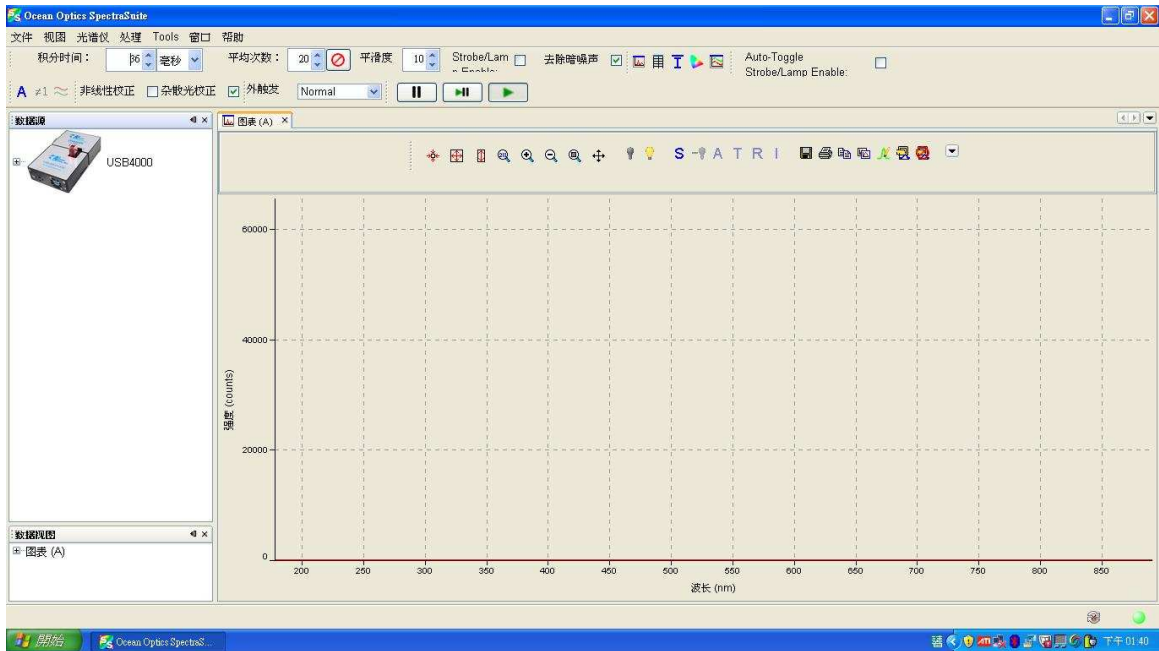 Ocean Optics SpectraSuite
文件 视图 光谱仪 处理 Tools 窗口 帮助
积分时间： 36 毫秒 平均次数： 20 平滑度 10 Strobe/Lam 去除暗噪声 Auto-Toggle
Strobe/Lamp Enable:
A ≠1 非线性校正 杂散光校正 外触发 Normal
数据源 图表 (A)
USB4000
S A T R I
60000
40000
20000
0
强度 (counts)
200 250 300 350 400 450 500 550 600 650 700 750 800 850
波长 (nm)
数据视图
图表 (A)
開始 Ocean Optics SpectraS... 下午 01:40